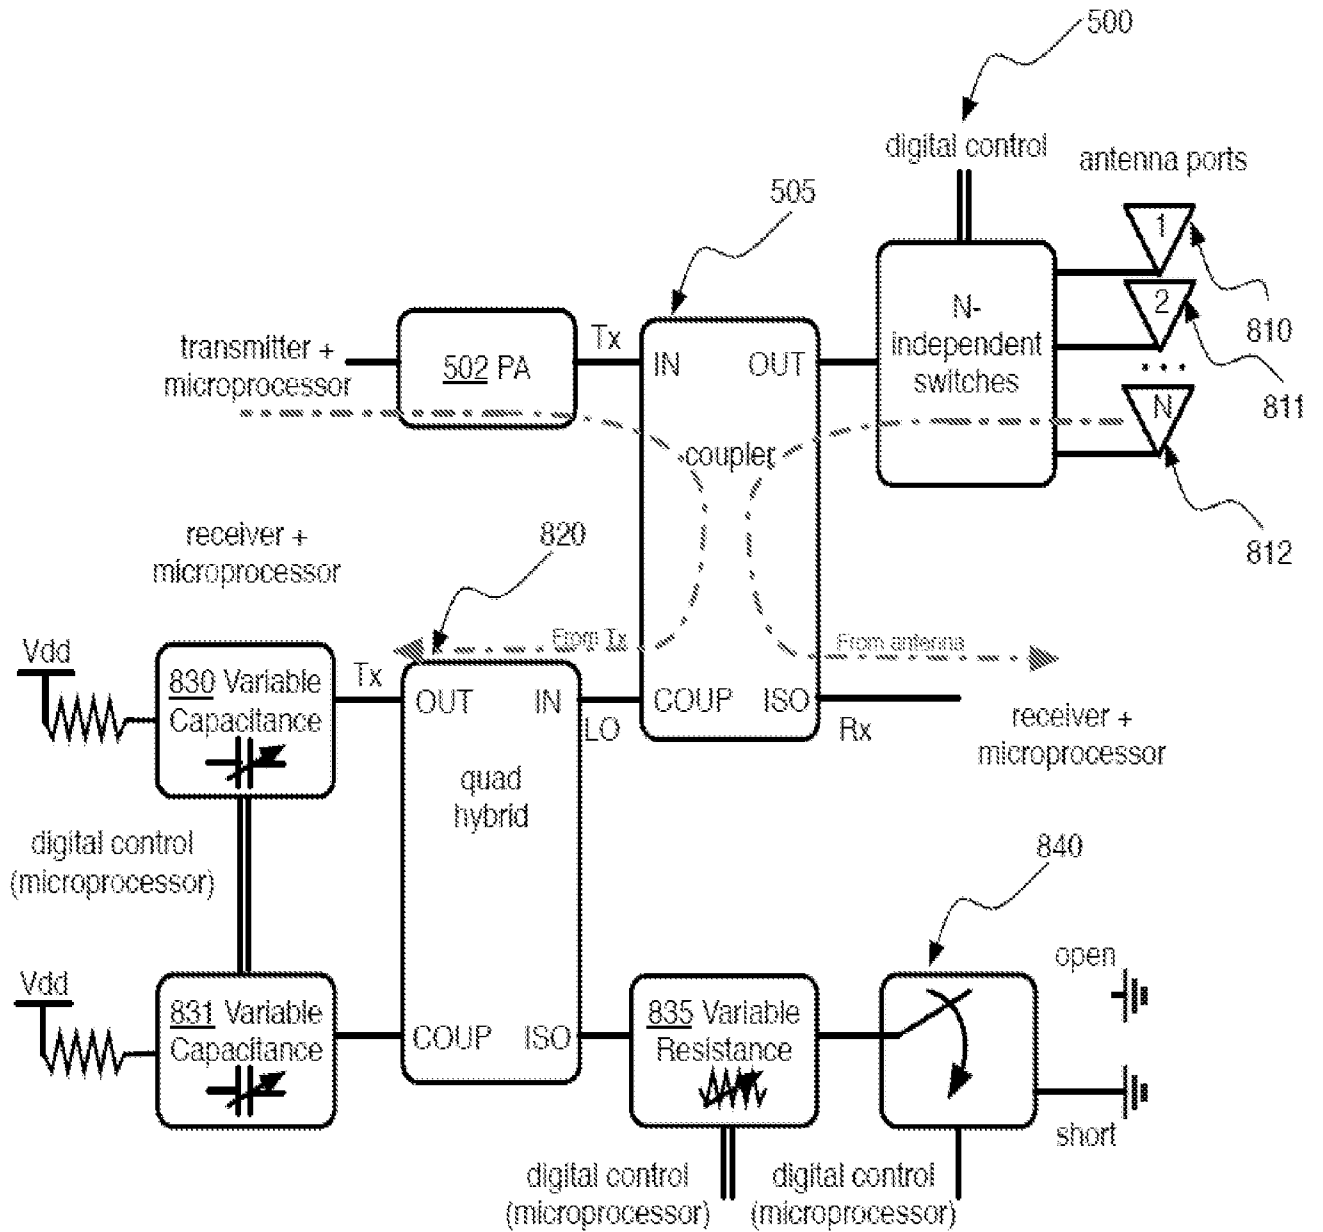 500
digital control
antenna ports
505
1
2
• • •
N
N-
independent
switches
810
811
812
transmitter +
microprocessor
502 PA
Tx
IN
OUT
coupler
COUP
ISO
receiver +
microprocessor
820
From Tx
From antenna
Vdd
830 Variable
Capacitance
Tx
OUT
IN
LO
Rx
receiver +
microprocessor
quad
hybrid
digital control
(microprocessor)
840
Vdd
831 Variable
Capacitance
COUP
ISO
835 Variable
Resistance
open
short
digital control
(microprocessor)
digital control
(microprocessor)